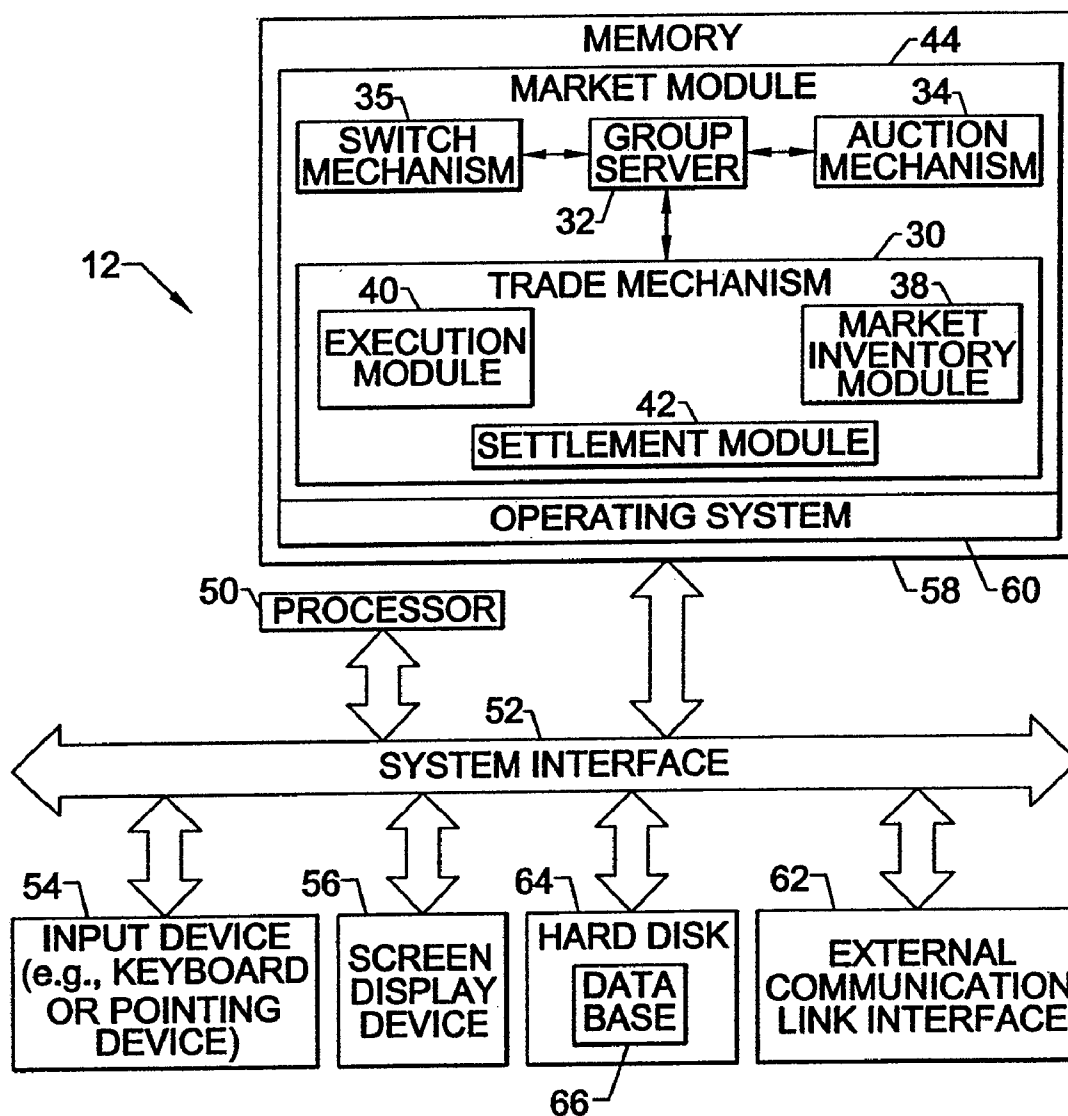 MEMORY
44
MARKET MODULE
35
34
SWITCH
MECHANISM
GROUP
SERVER
AUCTION
MECHANISM
32
30
12
TRADE MECHANISM
40
38
EXECUTION
MODULE
MARKET
INVENTORY
MODULE
42
SETTLEMENT MODULE
OPERATING SYSTEM
50
58
60
PROCESSOR
52
SYSTEM INTERFACE
54
56
64
62
INPUT DEVICE
(e.g., KEYBOARD
OR POINTING
DEVICE)
SCREEN
DISPLAY
DEVICE
HARD DISK
DATA
BASE
EXTERNAL
COMMUNICATION
LINK INTERFACE
66